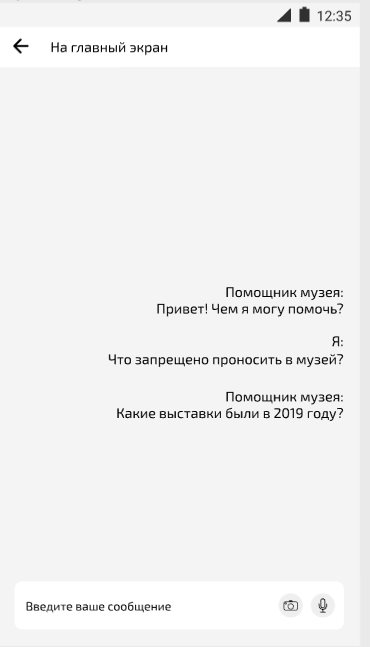 12:35
На главный экран
Помощник музея:
Привет! Чем я могу помочь?
Я:
Что запрещено проносить в музей?
Помощник музея:
Какие выставки были в 2019 году?
Введите ваше сообщение